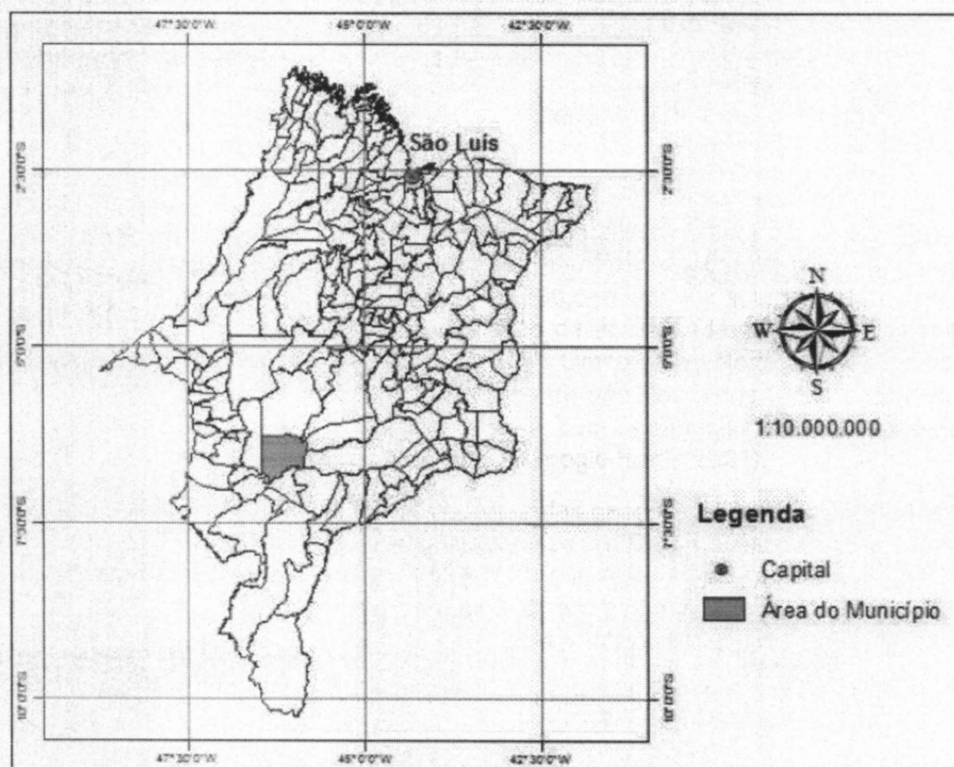 47°30'0"W 45°0'0"W 42°30'0"W
São Luís
2°30'0"S 2°30'0"S
5°0'0"S 5°0'0"S
7°30'0"S 7°30'0"S
10°0'0"S 10°0'0"S
N
W E
S
1:10.000.000
Legenda
Capital
Área do Município
47°30'0"W 45°0'0"W 42°30'0"W